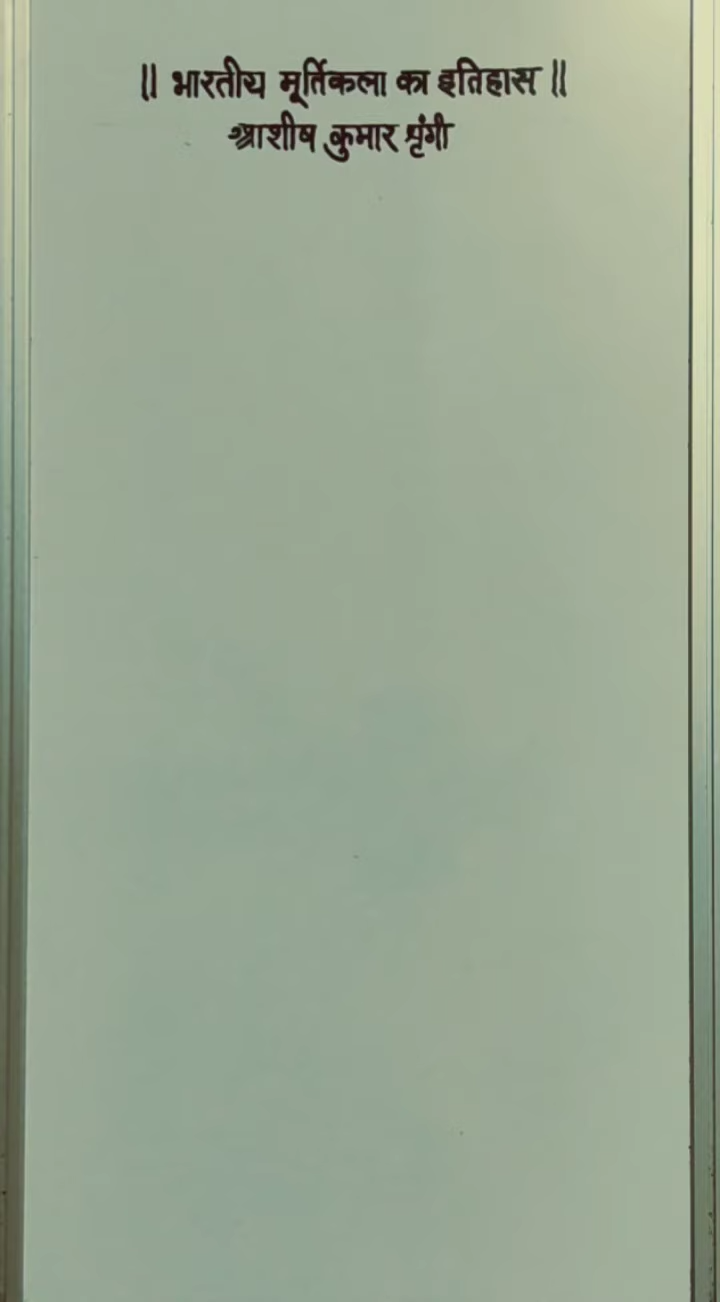 ॥ भारतीय मूर्तिकला का इतिहास ॥
आशीष कुमार शृंगी